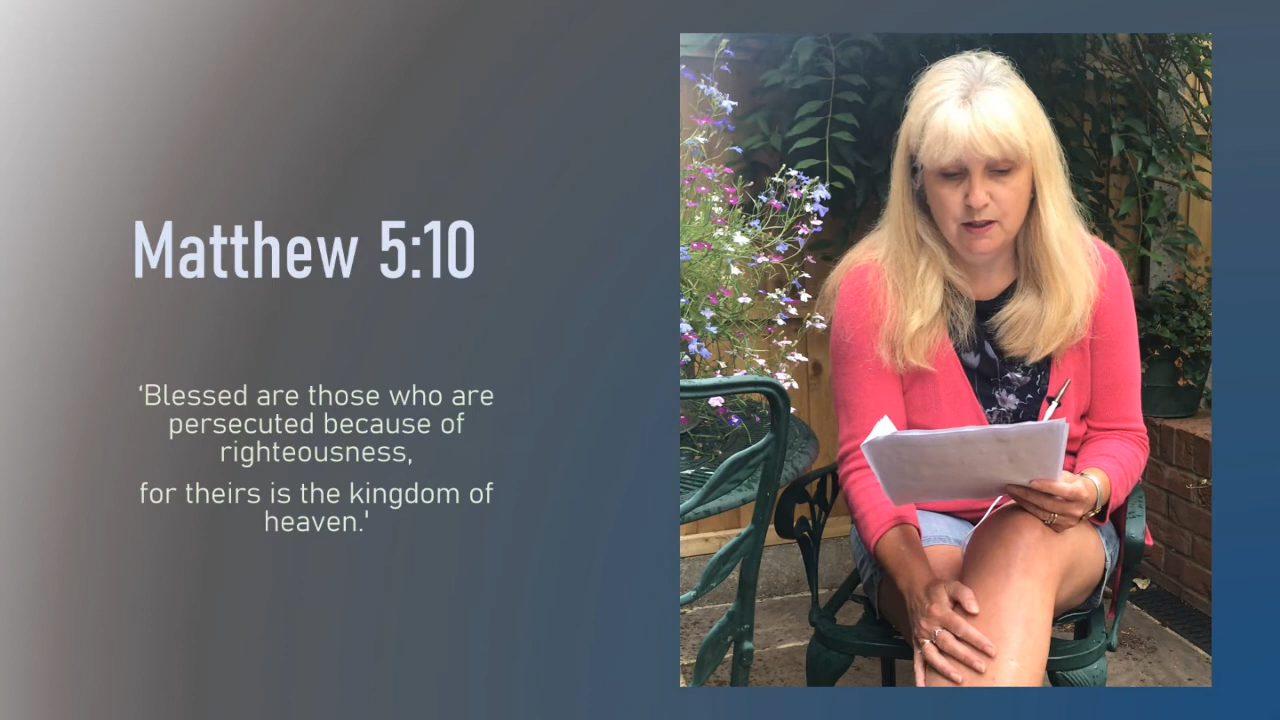 Matthew 5:10
‘Blessed are those who are
persecuted because of
righteousness,
for theirs is the kingdom of
heaven.'